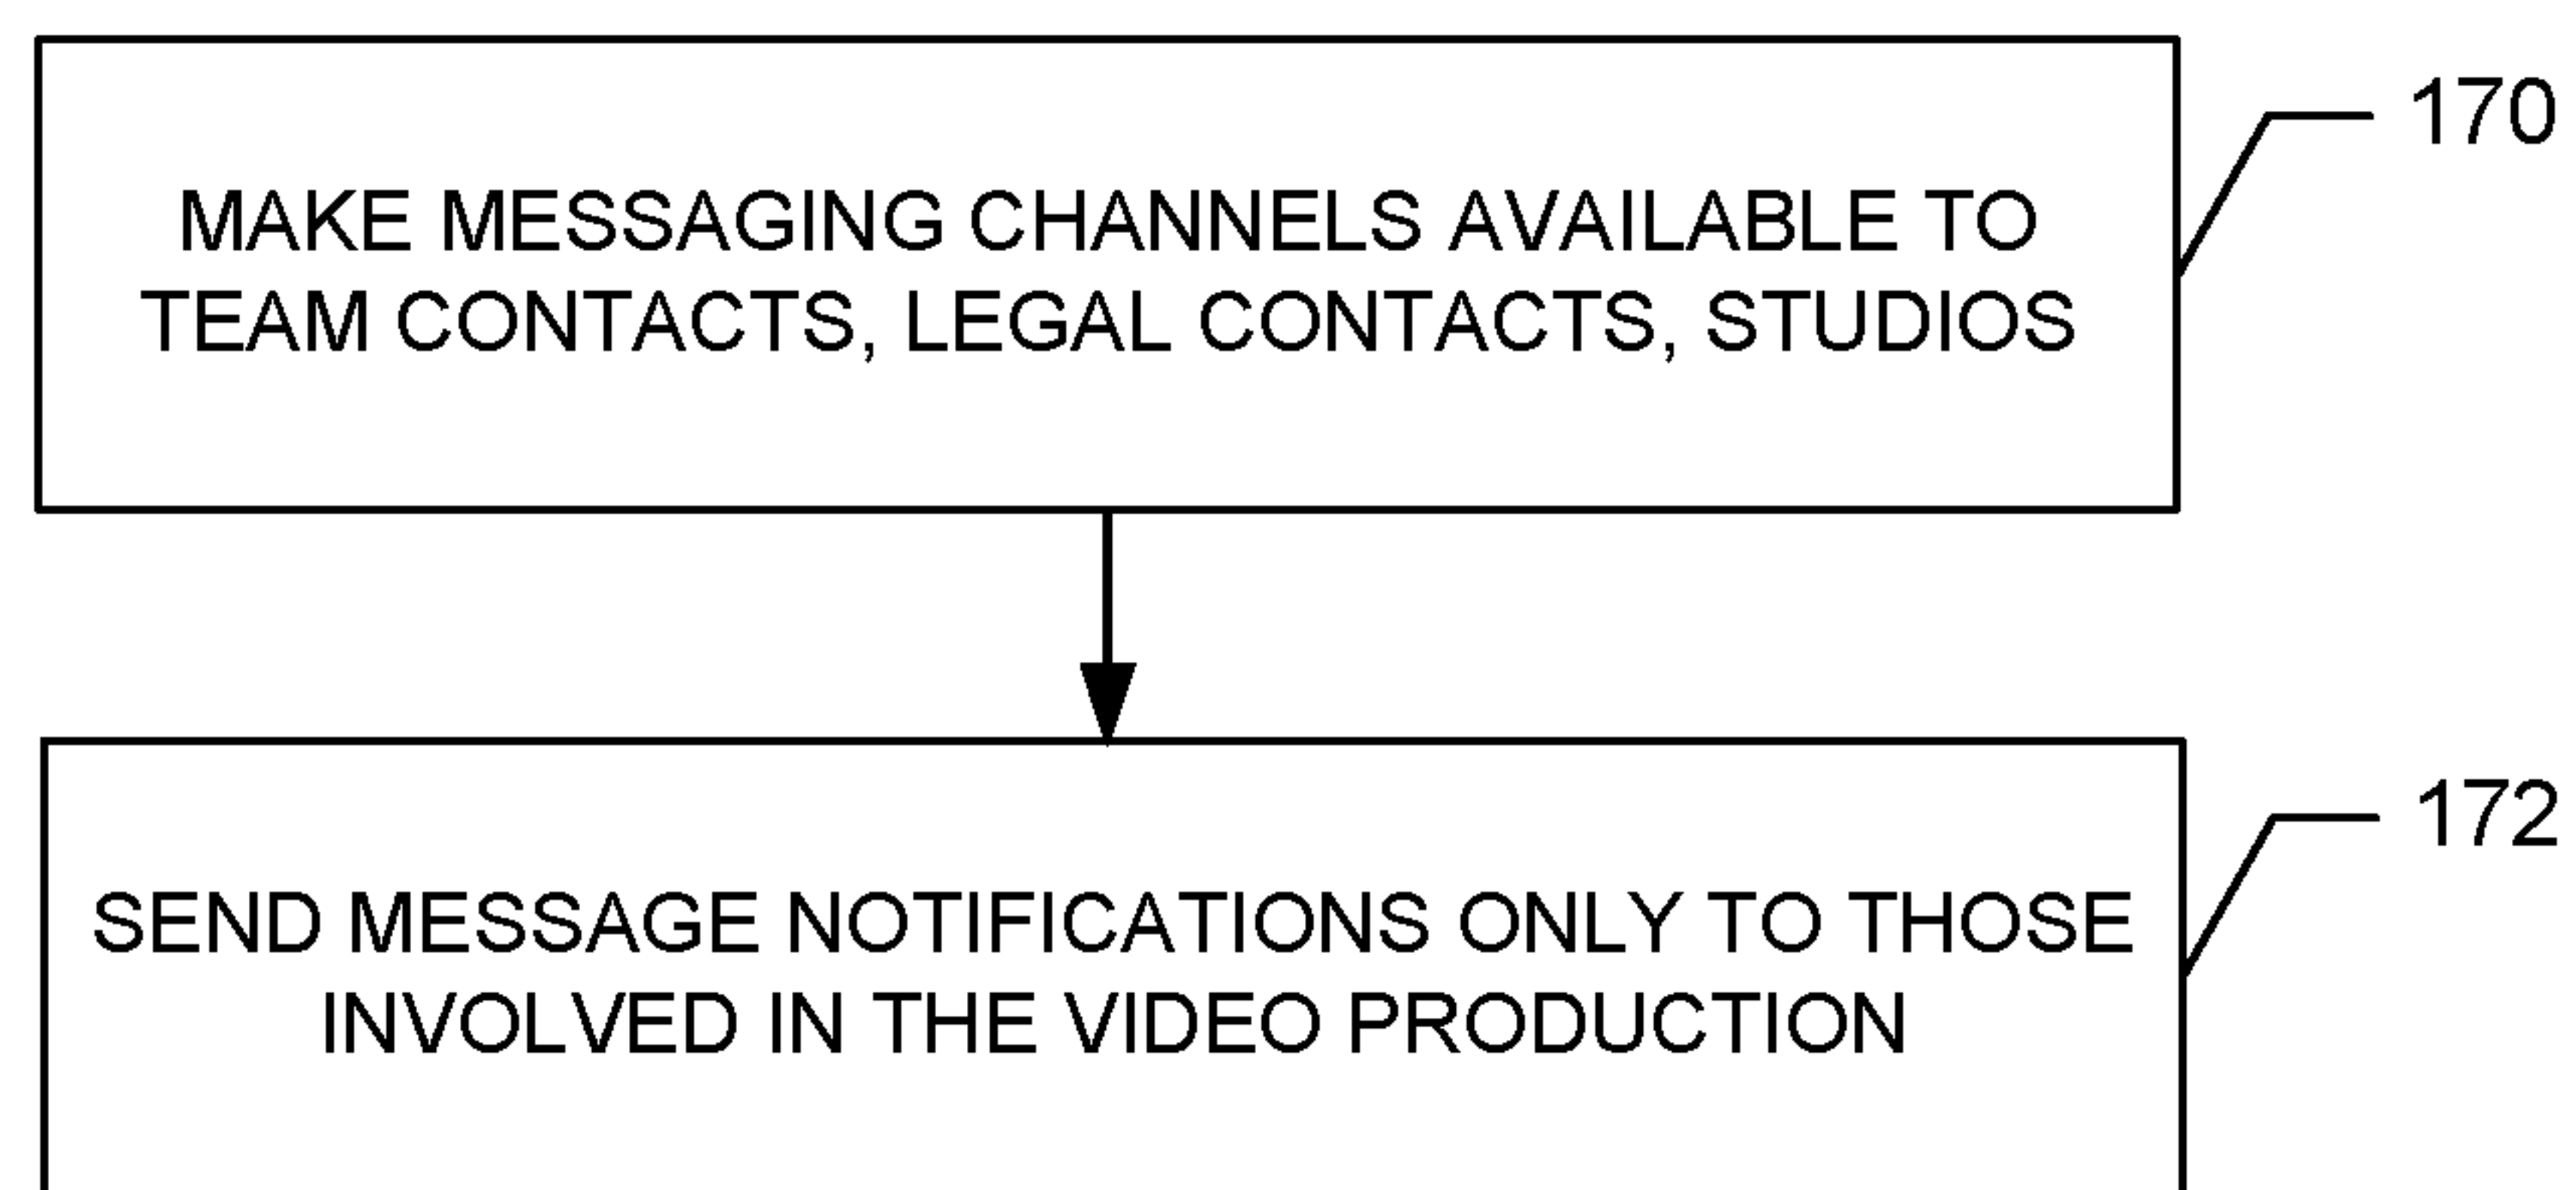 170
MAKE MESSAGING CHANNELS AVAILABLE TO
TEAM CONTACTS, LEGAL CONTACTS, STUDIOS
172
SEND MESSAGE NOTIFICATIONS ONLY TO THOSE
INVOLVED IN THE VIDEO PRODUCTION